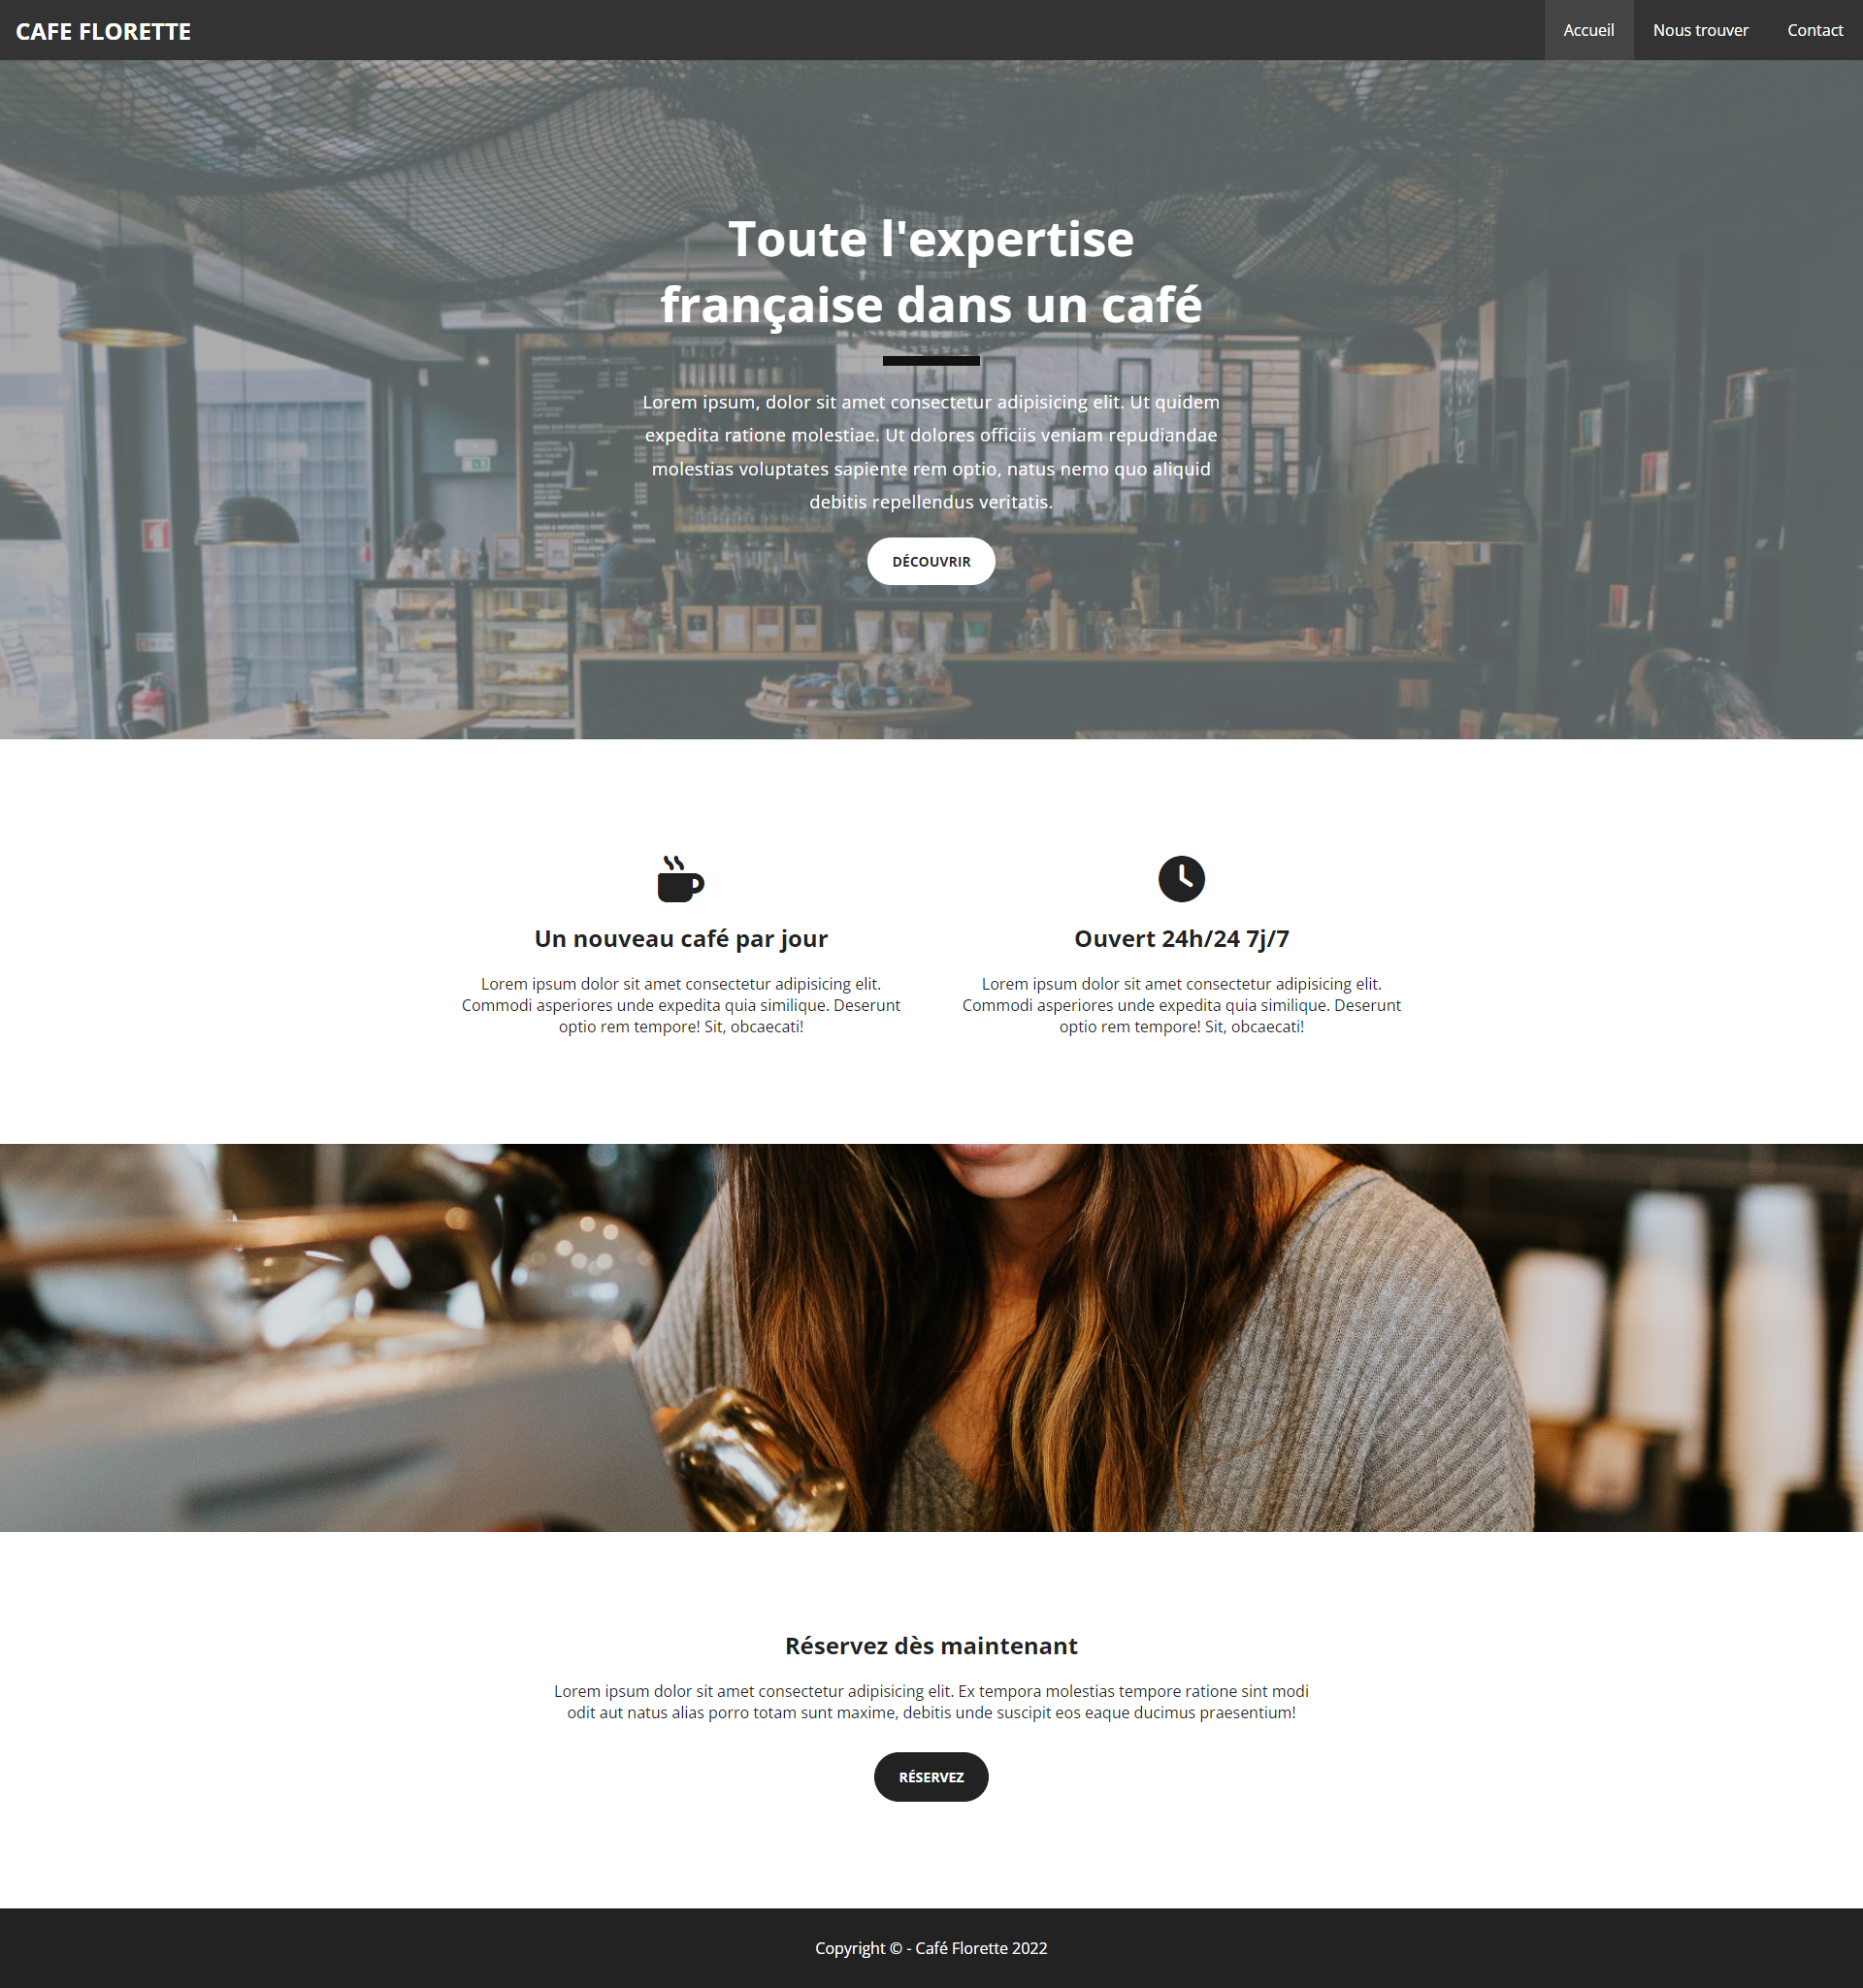 CAFE FLORETTE
Accueil
Nous trouver
Contact
Toute l'expertise
française dans un café
Lorem ipsum, dolor sit amet consectetur adipisicing elit. Ut quidem
expedita ratione molestiae. Ut dolores officiis veniam repudiandae
molestias voluptates sapiente rem optio, natus nemo quo aliquid
debitis repellendus veritatis.
DÉCOUVRIR
Un nouveau café par jour
Lorem ipsum dolor sit amet consectetur adipisicing elit.
Commodi asperiores unde expedita quia similique. Deserunt
optio rem tempore! Sit, obcaecati!
Ouvert 24h/24 7j/7
Lorem ipsum dolor sit amet consectetur adipisicing elit.
Commodi asperiores unde expedita quia similique. Deserunt
optio rem tempore! Sit, obcaecati!
Réservez dès maintenant
Lorem ipsum dolor sit amet consectetur adipisicing elit. Ex tempora molestias tempore ratione sint modi
odit aut natus alias porro totam sunt maxime, debitis unde suscipit eos eaque ducimus praesentium!
RÉSERVEZ
Copyright © - Café Florette 2022